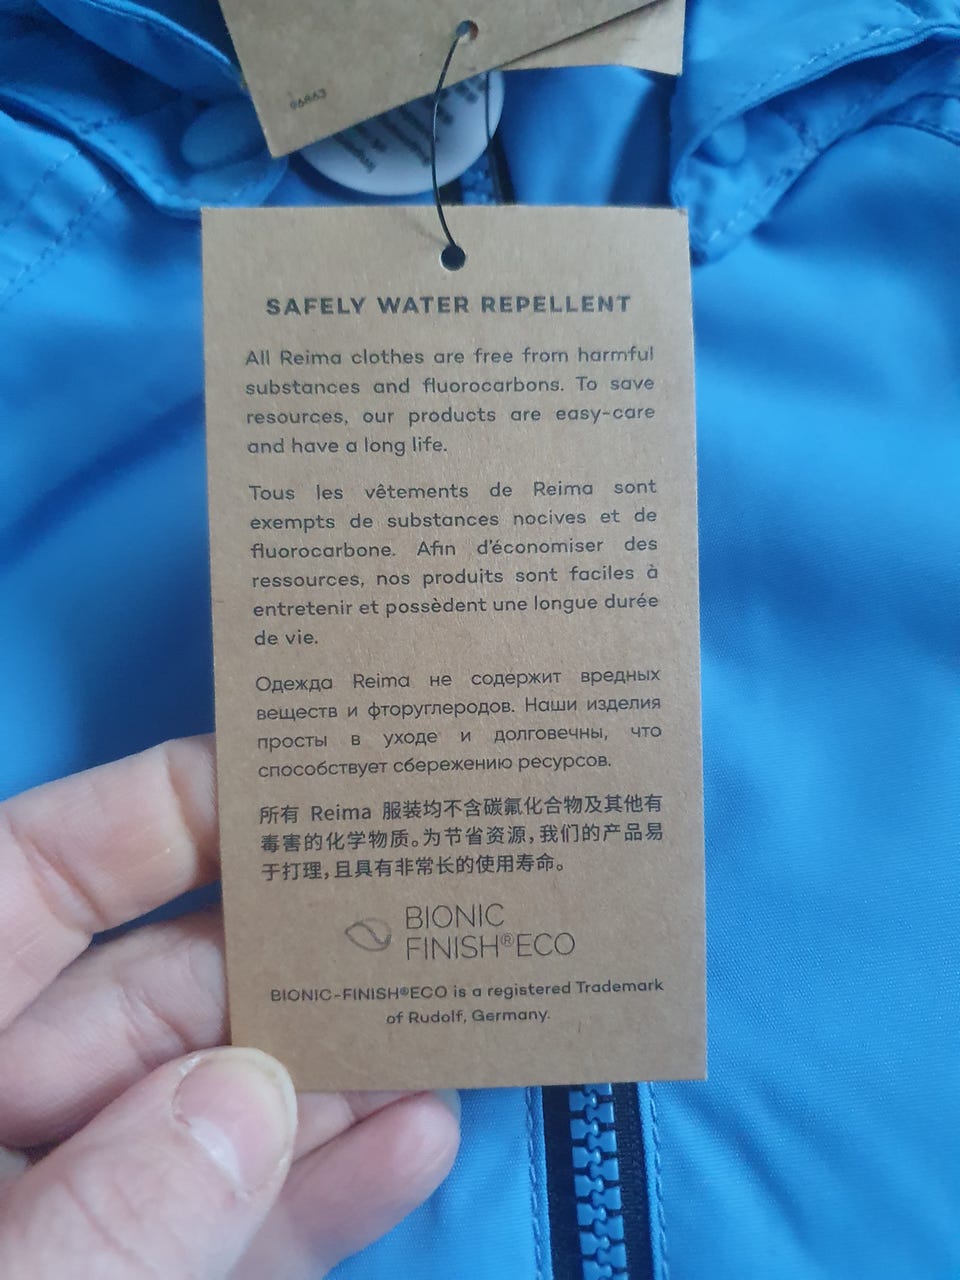 96863
SAFELY WATER REPELLENT
All Reima clothes are free from harmful
substances and fluorocarbons. To save
resources, our products are easy-care
and have a long life.
Tous les vêtements de Reima sont
exempts de substances nocives et de
fluorocarbone. Afin d'économiser des
ressources, nos produits sont faciles à
entretenir et possèdent une longue durée
de vie.
Одежда Reima не содержит вредных
веществ и фторуглеродов. Наши изделия
просты в уходе и долговечны, что
способствует сбережению ресурсов.
所有 Reima 服装均不含碳氟化合物及其他有
毒害的化学物质。为节省资源，我们的产品易
于打理，且具有非常长的使用寿命。
BIONIC
FINISH®ECO
BIONIC-FINISH®ECO is a registered Trademark
of Rudolf, Germany.